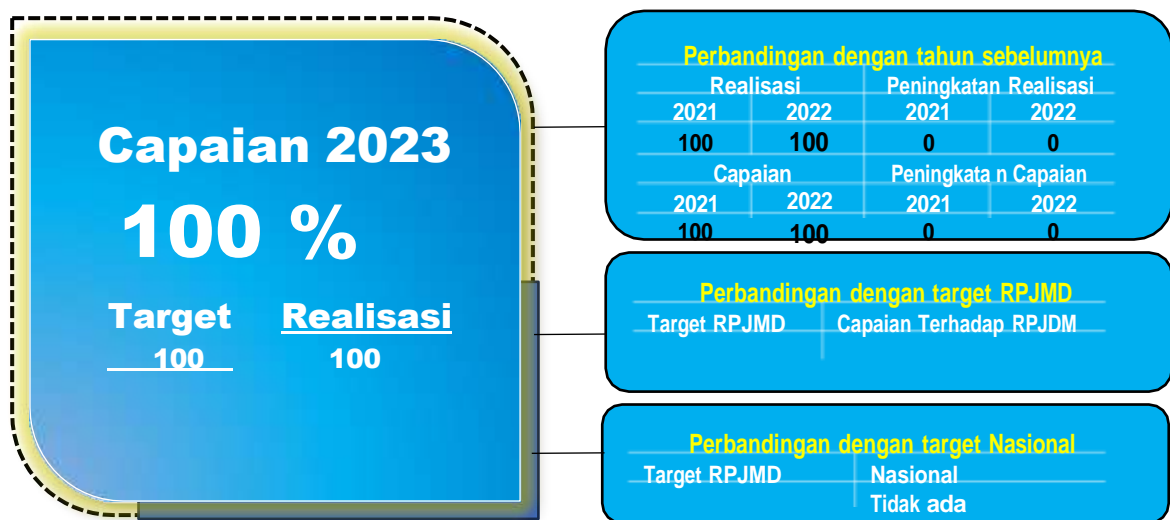 Capaian 2023
100 %
Target Realisasi
100 100
Perbandingan dengan tahun sebelumnya
Realisasi Peningkatan Realisasi
2021 2022 2021 2022
100 100 0 0
Capaian Peningkata n Capaian
2021 2022 2021 2022
100 100 0 0
Perbandingan dengan target RPJMD
Target RPJMD Capaian Terhadap RPJDM
Perbandingan dengan target Nasional
Target RPJMD Nasional
Tidak ada